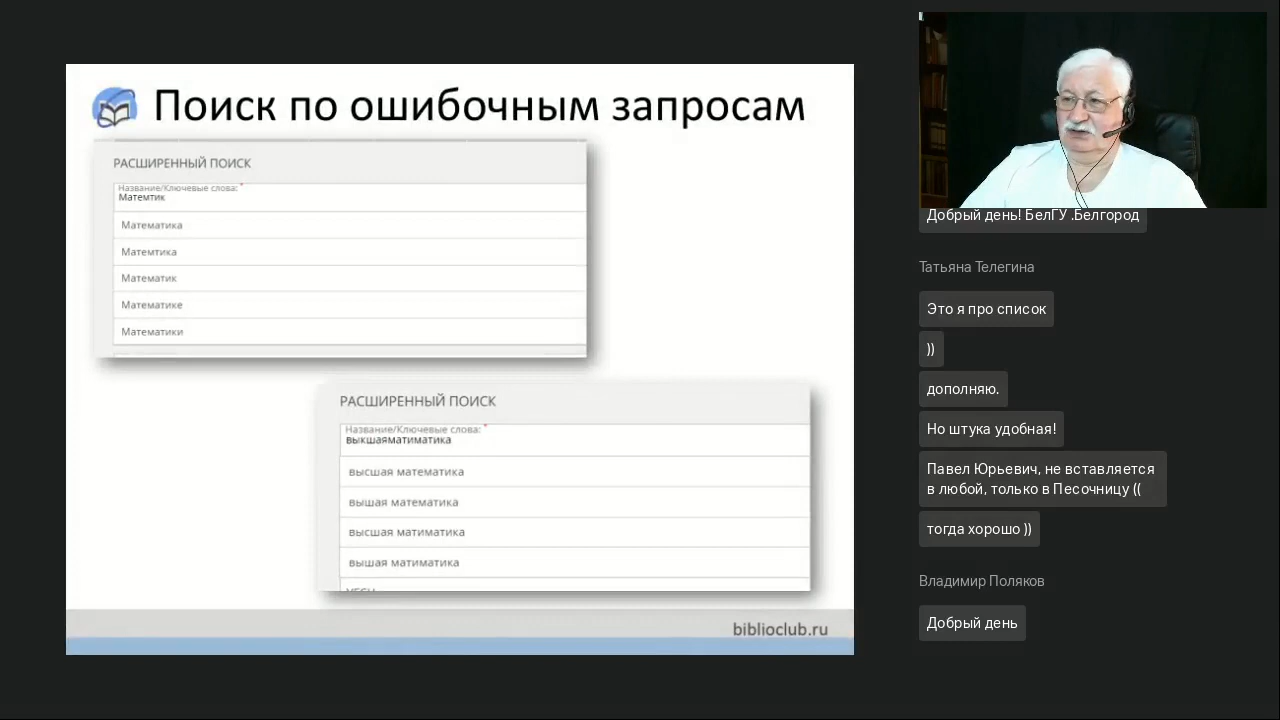 Поиск по ошибочным запросам
РАСШИРЕННЫЙ ПОИСК
Название/Ключевые слова: *
Матемтик
Математика
Матемтика
Математик
Математике
Математики
РАСШИРЕННЫЙ ПОИСК
Название/Ключевые слова: *
выкшаяматиматика
высшая математика
вышая математика
высшая матиматика
вышая матиматика
biblioclub.ru
Добрый день! БелГУ .Белгород
Татьяна Телегина
Это я про список
))
дополняю.
Но штука удобная!
Павел Юрьевич, не вставляется
в любой, только в Песочницу ((
тогда хорошо ))
Владимир Поляков
Добрый день